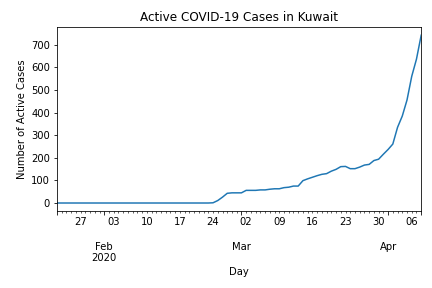 Active COVID-19 Cases in Kuwait
Number of Active Cases
700
600
500
400
300
200
100
0
27 03 10 17 24 02 09 16 23 30 06
Feb Mar Apr
2020
Day